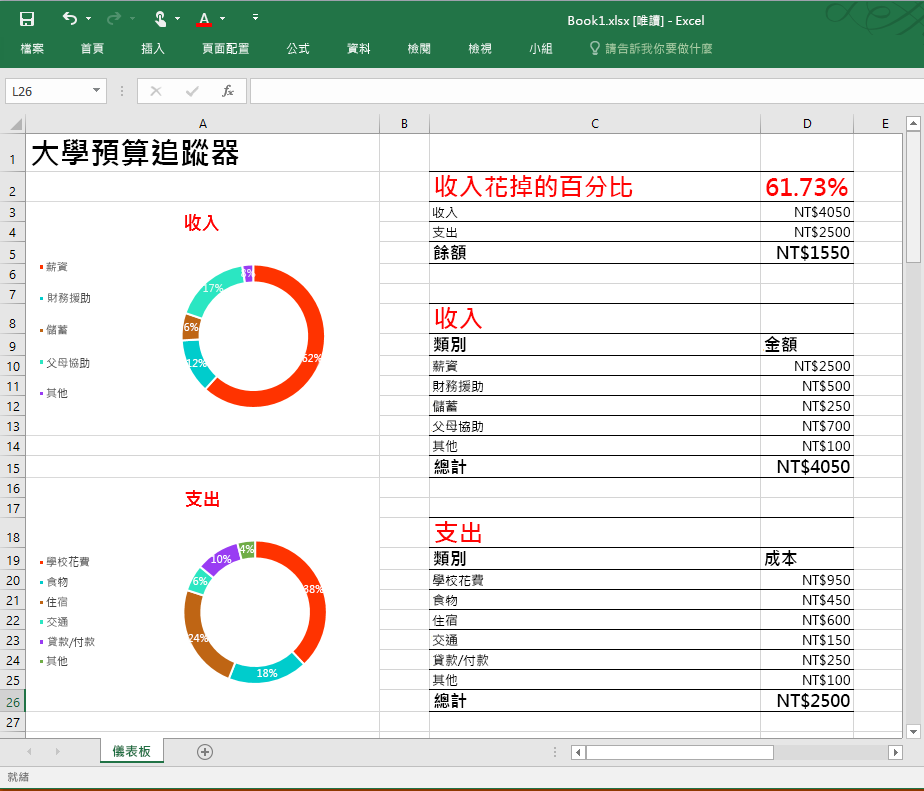 Book1.xlsx [唯讀] - Excel
檔案 首頁 插入 頁面配置 公式 資料 檢閱 檢視 小組 請告訴我你要做什麼
L26 fx
A B C D E
1 大學預算追蹤器
2 收入花掉的百分比 61.73%
3 收入 NT$4050
4 支出 NT$2500
5 餘額 NT$1550
6
7
8 收入
9 類別 金額
10 薪資 NT$2500
11 財務援助 NT$500
12 儲蓄 NT$250
13 父母協助 NT$700
14 其他 NT$100
15 總計 NT$4050
16
17
18 支出
19 類別 成本
20 學校花費 NT$950
21 食物 NT$450
22 住宿 NT$600
23 交通 NT$150
24 貸款/付款 NT$250
25 其他 NT$100
26 總計 NT$2500
27
收入
薪資
財務援助
儲蓄
父母協助
其他
3%
17%
6%
12%
62%
支出
學校花費
食物
住宿
交通
貸款/付款
其他
4%
10%
6%
24%
18%
38%
儀表板
就緒